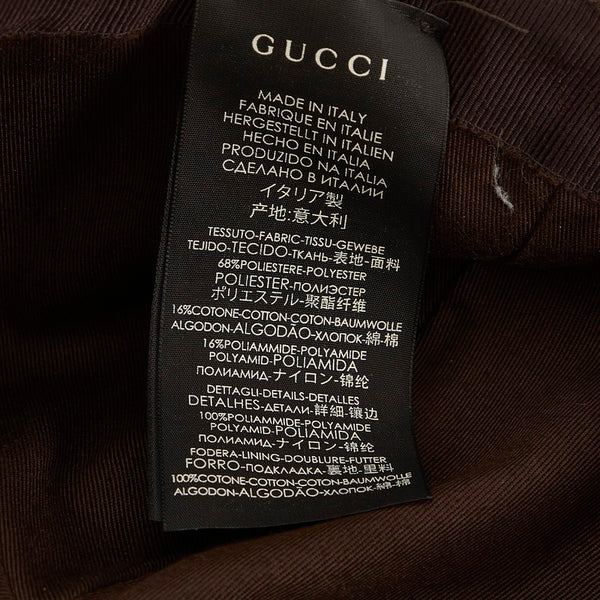 GUCCI
MADE IN ITALY
FABRIQUE EN ITALIE
HERGESTELLT IN ITALIEN
HECHO EN ITALIA
PRODUZIDO NA ITALIA
СДЕЛАНО В ИТАЛИИ
イタリア製
产地:意大利
TESSUTO-FABRIC-TISSU-GEWEBE
TEJIDO-TECIDO-ТКАНЬ-表地-面料
68%POLIESTERE-POLYESTER
POLIESTER-ПОЛИЭСТЕР
ポリエステル-聚酯纤维
16%COTONE-COTTON-COTON-BAUMWOLLE
ALGODON-ALGODÃO-ХЛОПОК-綿-棉
16%POLIAMMIDE-POLYAMIDE
POLYAMID-POLIAMIDA
ПОЛИАМИД-ナイロン-锦纶
DETTAGLI-DETAILS-DETALLES
DETALHES-ДЕТАЛИ-詳細-镶边
100%POLIAMMIDE-POLYAMIDE
POLYAMID-POLIAMIDA
ПОЛИАМИД-ナイロン-锦纶
FODERA-LINING-DOUBLURE-FUTTER
FORRO-ПОДКЛАДКА-裏地-里料
100%COTONE-COTTON-COTON-BAUMWOLLE
ALGODON-ALGODÃO-ХЛОПОК-綿-棉